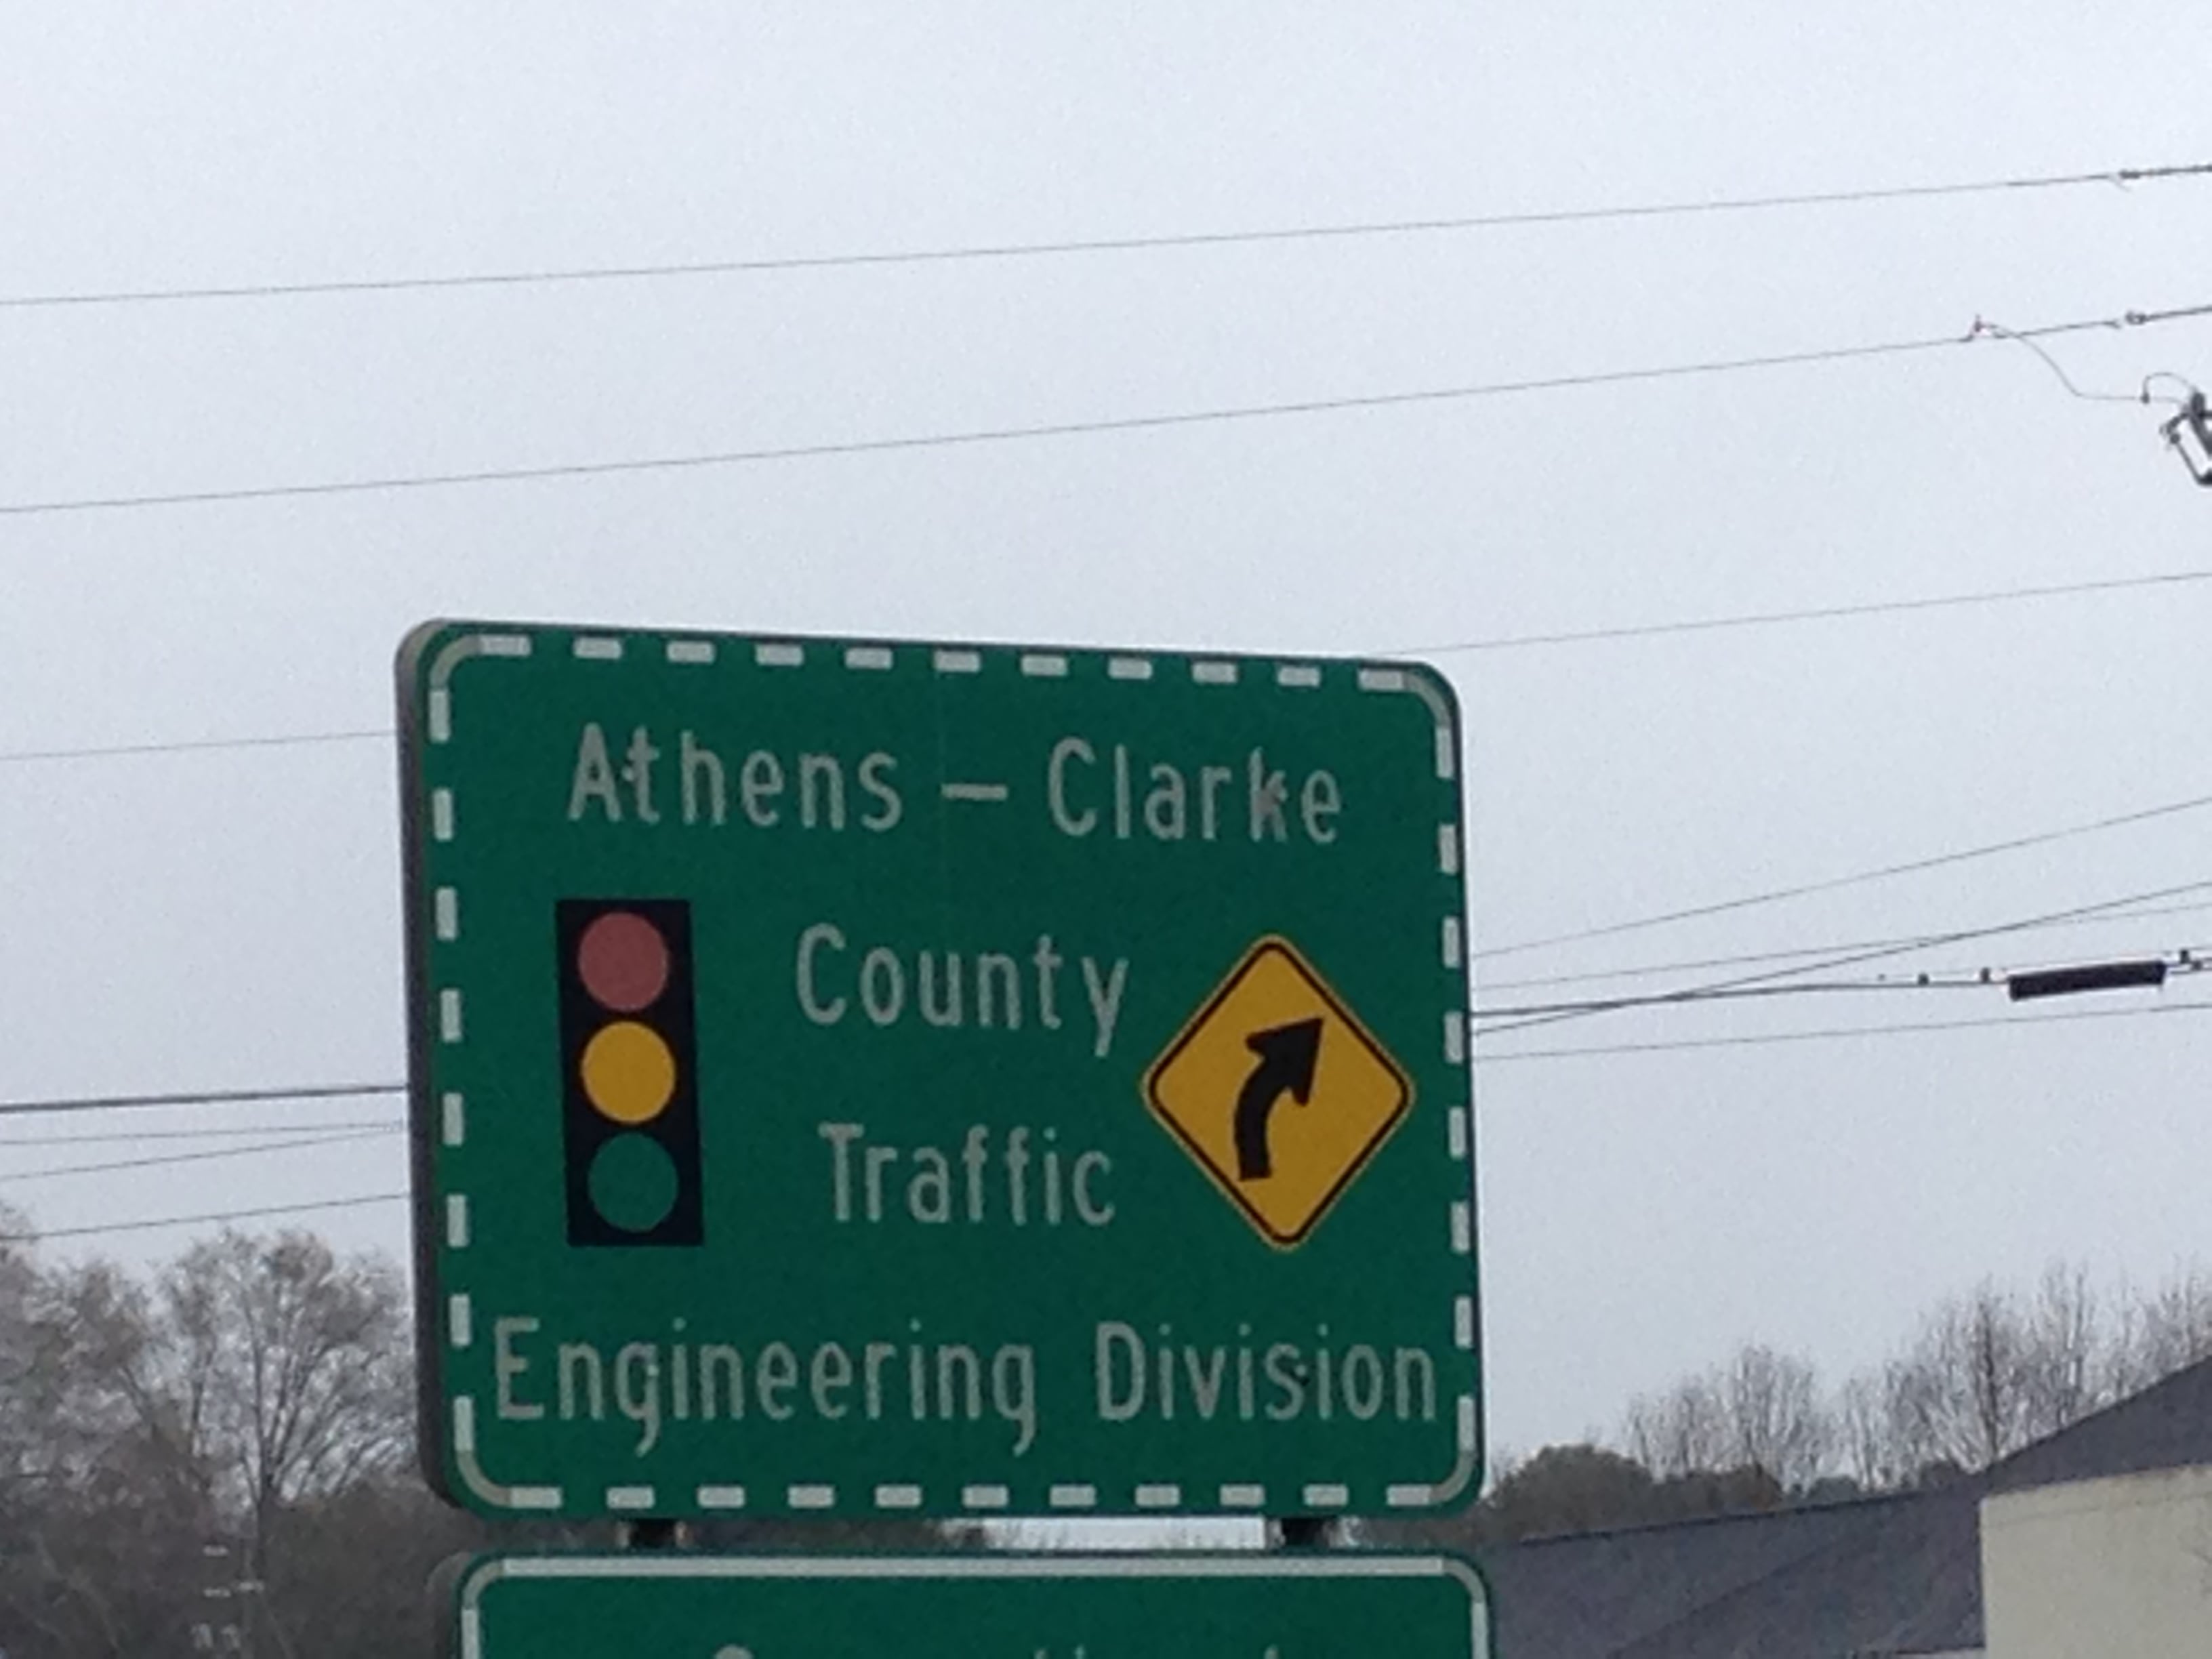 Athens - Clarke
County
Traffic
Engineering Division